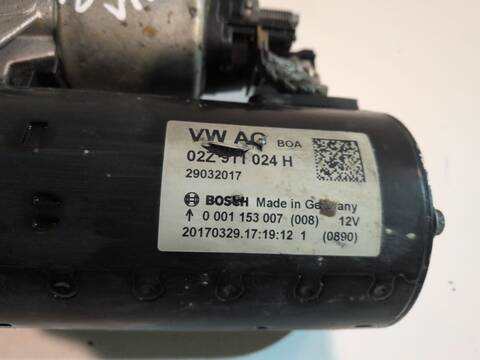 VW AG BOA
02Z 911 024 H
29032017
BOSCH Made in Germany
0 001 153 007 (008) 12V
20170329.17:19:12 1 (0890)